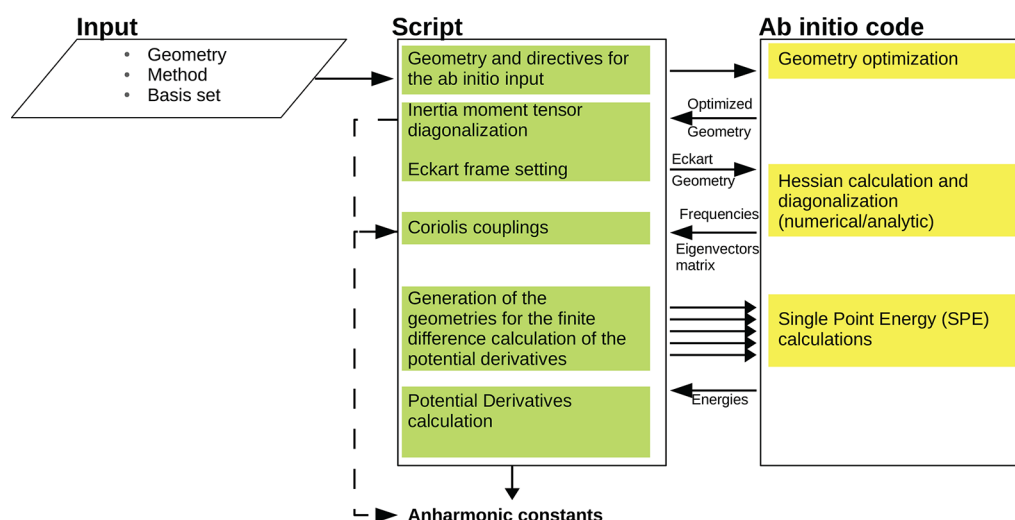 Input
Script
Ab initio code
• Geometry
• Method
• Basis set
Geometry and directives for
the ab initio input
Geometry optimization
Optimized
Geometry
Inertia moment tensor
diagonalization
Eckart frame setting
Eckart
Geometry
Hessian calculation and
diagonalization
(numerical/analytic)
Frequencies
Eigenvectors
matrix
Coriolis couplings
Generation of the
geometries for the finite
difference calculation of the
potential derivatives
Single Point Energy (SPE)
calculations
Energies
Potential Derivatives
calculation
Anharmonic constants